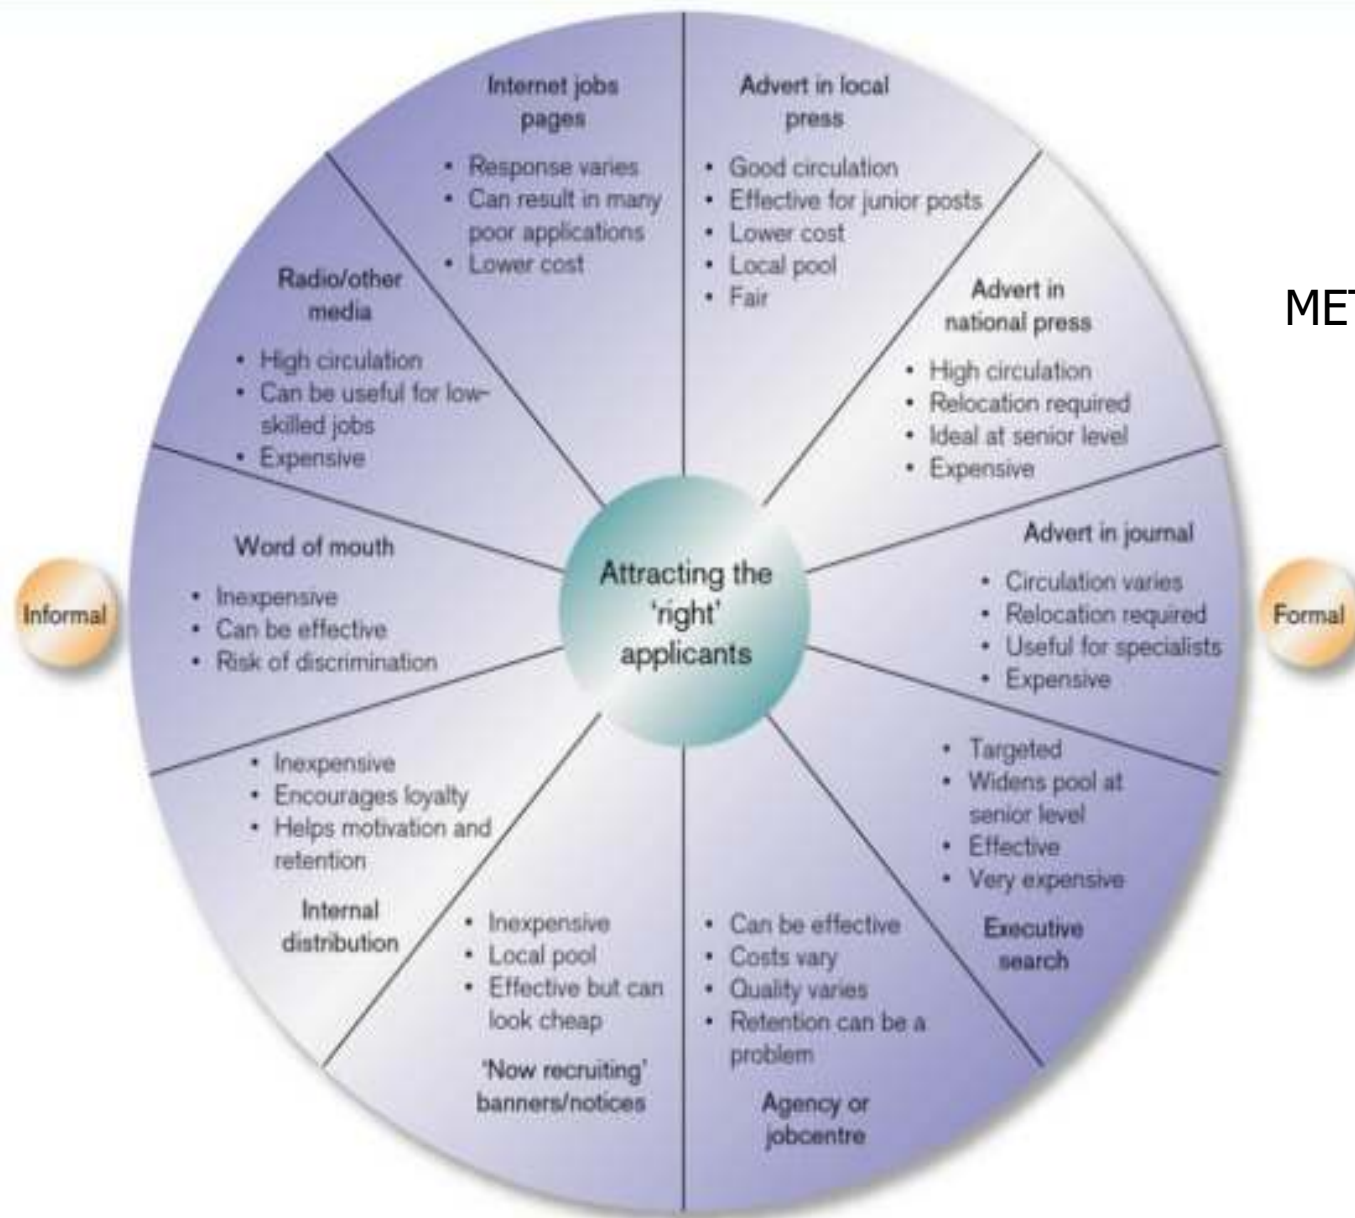 Internet jobs
pages
• Response varies
• Can result in many
poor applications
• Lower cost
Advert in local
press
• Good circulation
• Effective for junior posts
• Lower cost
• Local pool
• Fair
Radio/other
media
• High circulation
• Can be useful for low-
skilled jobs
• Expensive
Advert in
national press
• High circulation
• Relocation required
• Ideal at senior level
• Expensive
MET
Word of mouth
• Inexpensive
• Can be effective
• Risk of discrimination
Informal
Attracting the
'right'
applicants
Advert in journal
• Circulation varies
• Relocation required
• Useful for specialists
• Expensive
Formal
• Inexpensive
• Encourages loyalty
• Helps motivation and
retention
Internal
distribution
• Targeted
• Widens pool at
senior level
• Effective
• Very expensive
Executive
search
• Inexpensive
• Local pool
• Effective but can
look cheap
'Now recruiting'
banners/notices
• Can be effective
• Costs vary
• Quality varies
• Retention can be a
problem
Agency or
jobcentre